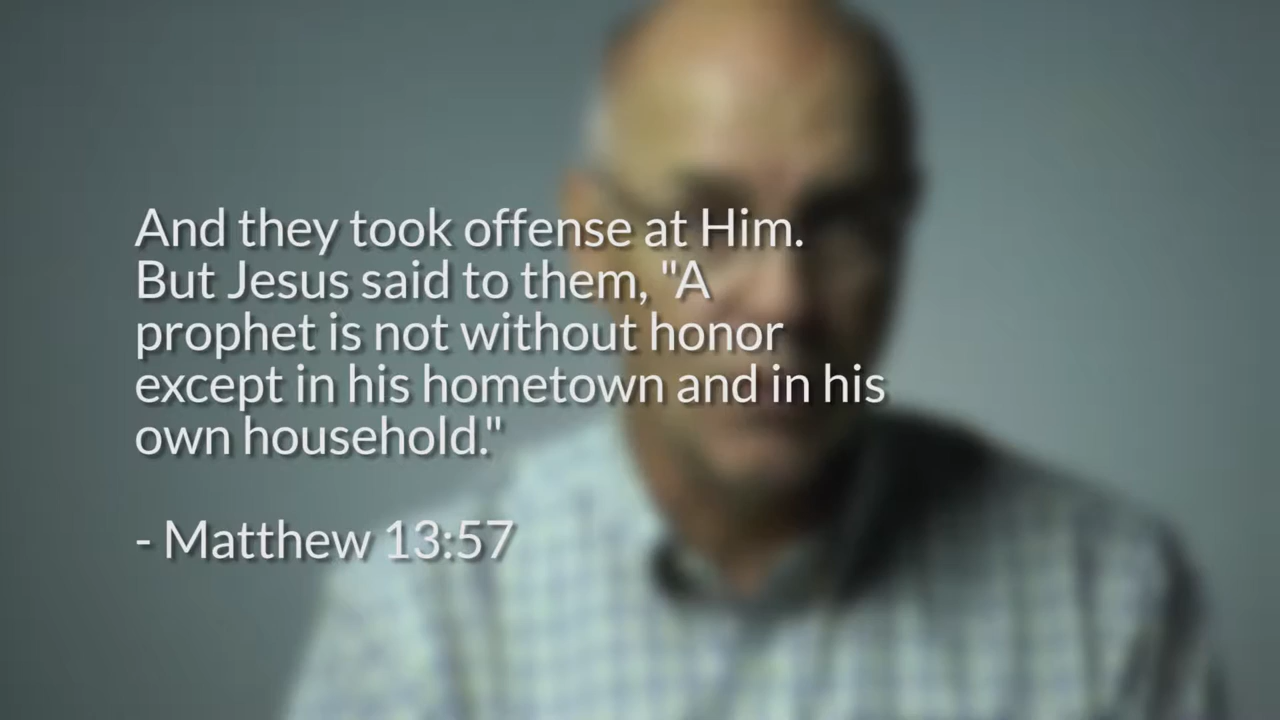 And they took offense at Him.
But Jesus said to them, "A
prophet is not without honor
except in his hometown and in his
own household."
- Matthew 13:57